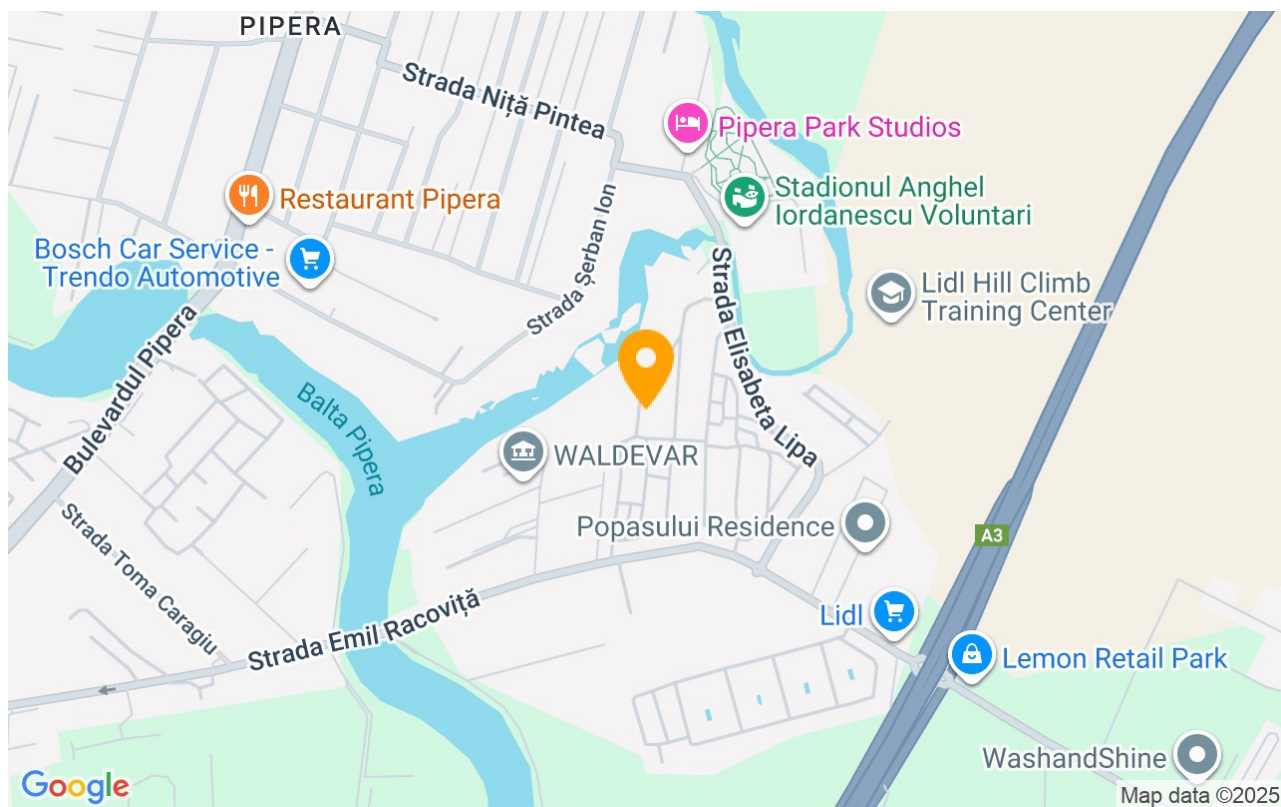 PIPERA
Strada Niță Pintea
Pipera Park Studios
Restaurant Pipera
Stadionul Anghel
Iordanescu Voluntari
Bosch Car Service -
Trendo Automotive
Strada Șerban Ion
Strada Elisabeta Lipa
Lidl Hill Climb
Training Center
Bulevardul Pipera
Balta Pipera
WALDEVAR
Popasului Residence
A3
Strada Toma Caragiu
Strada Emil Racoviță
Lidl
Lemon Retail Park
WashandShine
Google
Map data ©2025